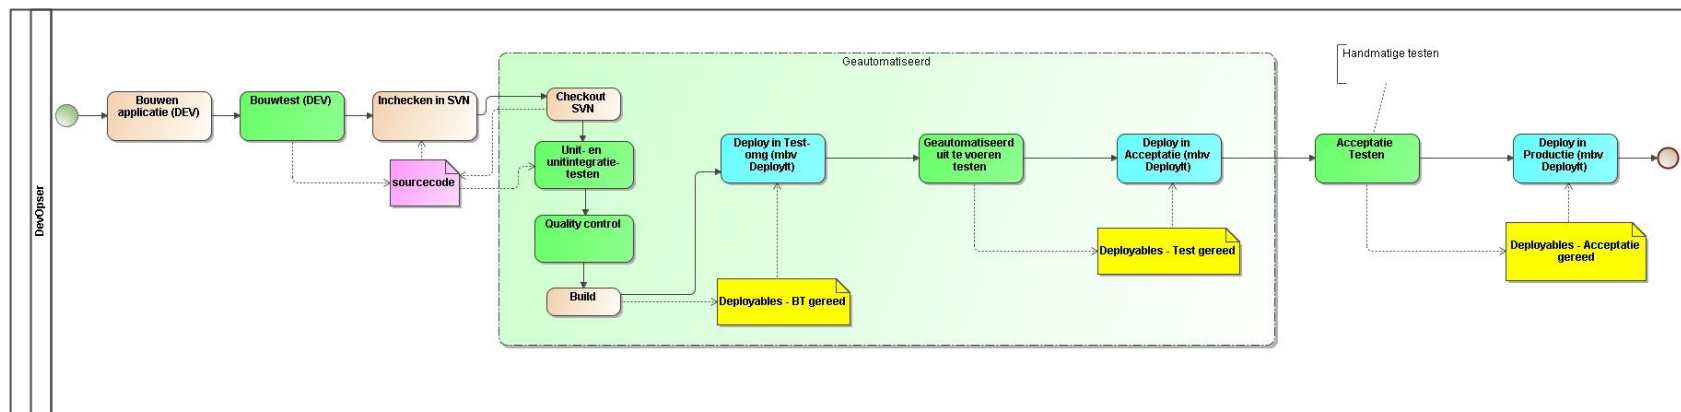 DevOpser
Bouwen
applicatie (DEV)
Bouwtest (DEV)
Inchecken in SVN
sourcecode
Geautomatiseerd
Checkout
SVN
Unit- en
unitintegratie-
testen
Quality control
Build
Deploy in Test-
omg (mbv
DeployIt)
Deployables - BT gereed
Geautomatiseerd
uit te voeren
testen
Deploy in
Acceptatie (mbv
DeployIt)
Deployables - Test gereed
Handmatige testen
Acceptatie
Testen
Deploy in
Productie (mbv
DeployIt)
Deployables - Acceptatie
gereed